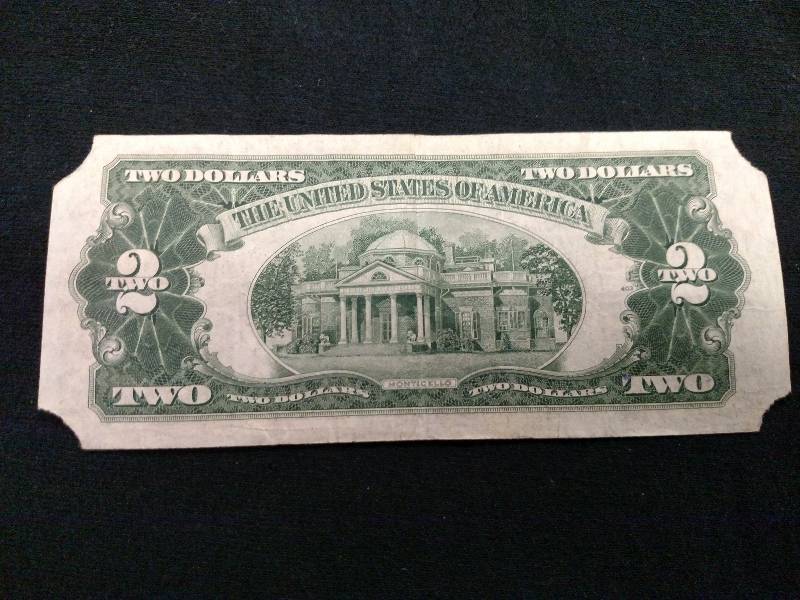 TWO DOLLARS TWO DOLLARS
THE UNITED STATES OF AMERICA
2 2
TWO TWO
MONTICELLO
TWO TWO DOLLARS TWO DOLLARS TWO